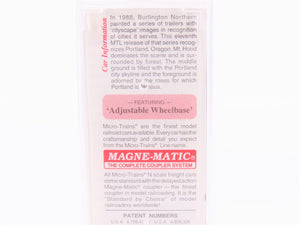 Car Information
In 1988, Burlington Northern
painted a series of trailers with
"cityscape" images in recognition
of cities it serves. This eleventh
MTL release of that series recog-
nizes Portland, Oregon. Mt. Hood
dominates the scene and is sur-
rounded by forest. The middle
ground is filled with the Portland
city skyline and the foreground is
adorned by the roses for which
Portland is
— FEATURING —
'Adjustable Wheelbase'
Micro-Trains® are the finest model
railroad cars available. Every car has the
craftsmanship and detail you expect
from the Micro-Trains Line.
MAGNE-MATIC®
THE COMPLETE COUPLER SYSTEM
All Micro-Trains® N scale freight cars
come standard with the delayed action
Magne-Matic® coupler — the finest
coupler in model railroading. It is the
"Standard by Choice" of model
railroaders worldwide!
PATENT NUMBERS
U.S.A. U.S.A.